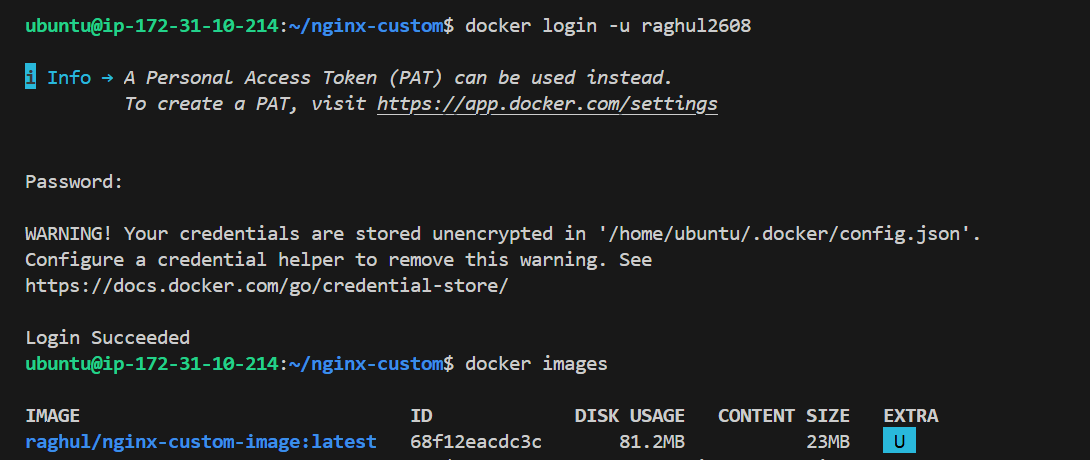 ubuntu@ip-172-31-10-214:~/nginx-custom$ docker login -u raghul2608
i Info → A Personal Access Token (PAT) can be used instead.
To create a PAT, visit https://app.docker.com/settings
Password:
WARNING! Your credentials are stored unencrypted in '/home/ubuntu/.docker/config.json'.
Configure a credential helper to remove this warning. See
https://docs.docker.com/go/credential-store/
Login Succeeded
ubuntu@ip-172-31-10-214:~/nginx-custom$ docker images
IMAGE ID DISK USAGE CONTENT SIZE EXTRA
raghul/nginx-custom-image:latest 68f12eacdc3c 81.2MB 23MB U